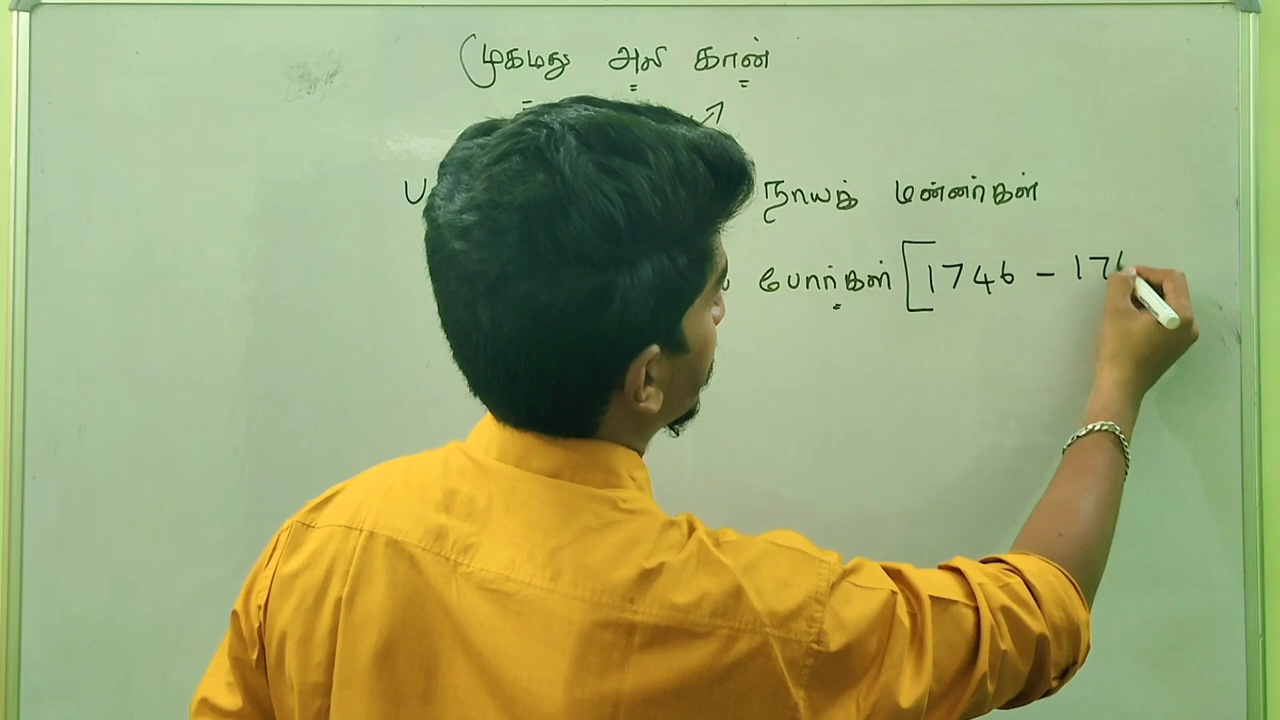 முகமது அலி கான்
நாயக் மன்னர்கள்
போர்கள் [1746 - 176